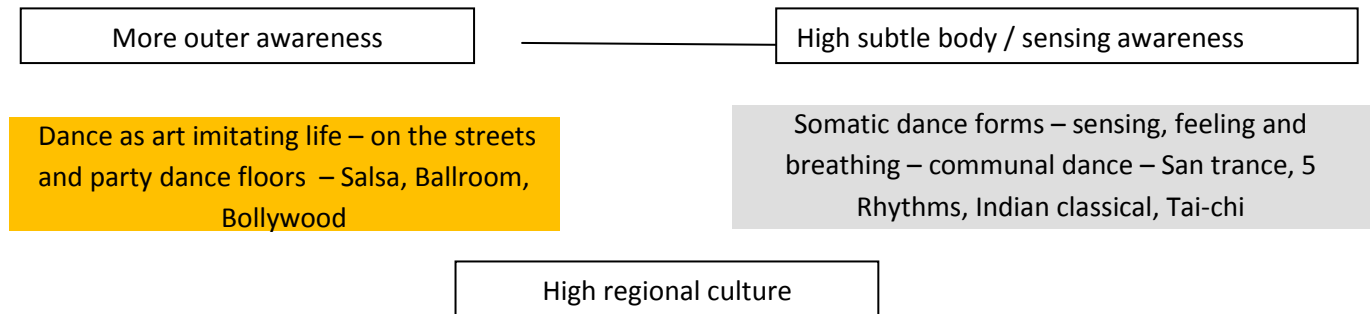 More outer awareness
High subtle body / sensing awareness
Dance as art imitating life – on the streets
and party dance floors – Salsa, Ballroom,
Bollywood
Somatic dance forms – sensing, feeling and
breathing – communal dance – San trance, 5
Rhythms, Indian classical, Tai-chi
High regional culture